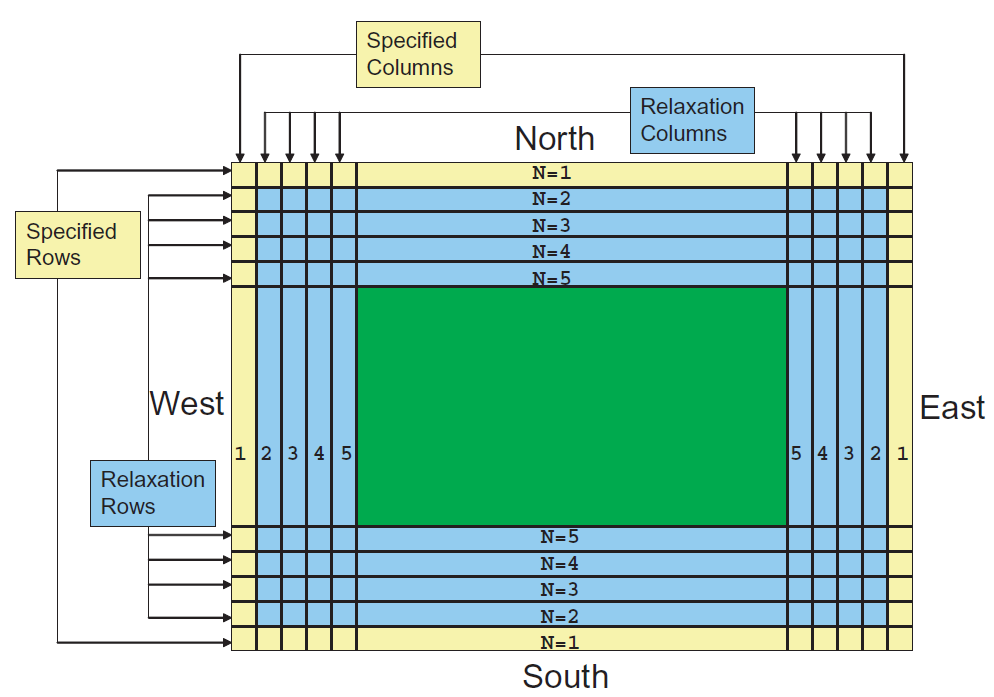 Specified
Columns
Relaxation
Columns
North
N=1
N=2
N=3
N=4
N=5
Specified
Rows
West
East
1 2 3 4 5
5 4 3 2 1
Relaxation
Rows
N=5
N=4
N=3
N=2
N=1
South